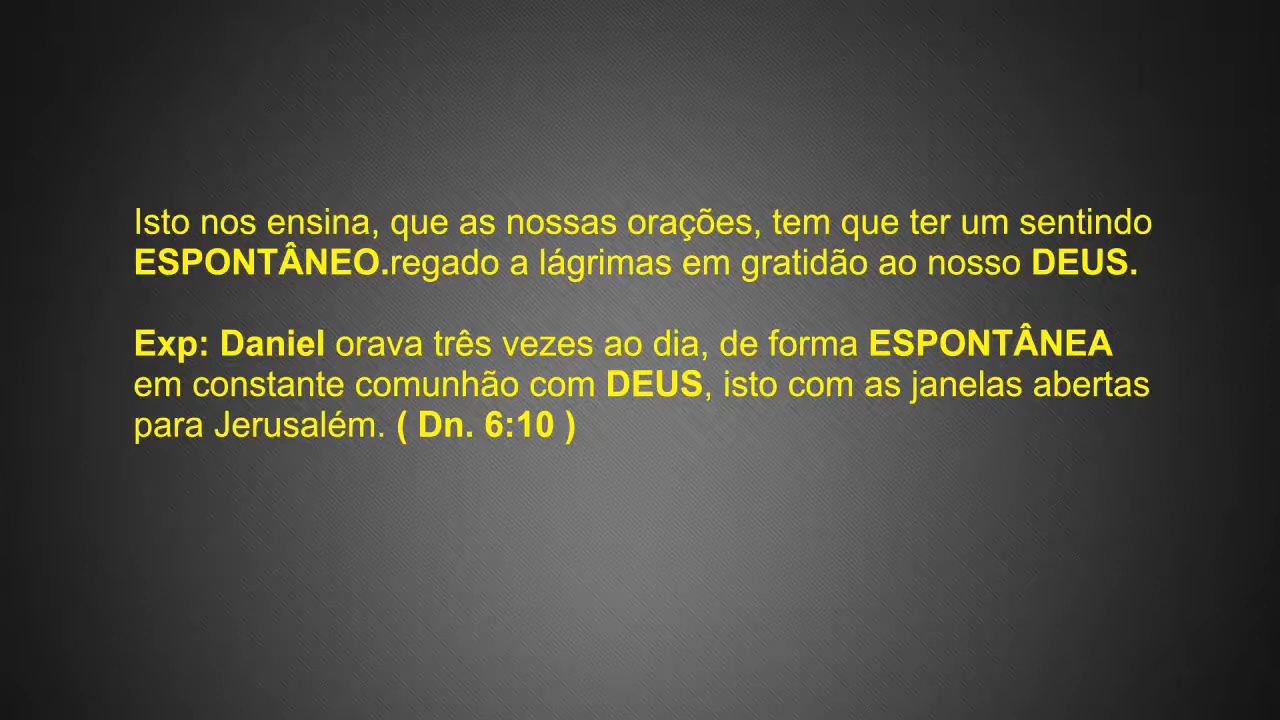 Isto nos ensina, que as nossas orações, tem que ter um sentindo
ESPONTÂNEO.regado a lágrimas em gratidão ao nosso DEUS.
Exp: Daniel orava três vezes ao dia, de forma ESPONTÂNEA
em constante comunhão com DEUS, isto com as janelas abertas
para Jerusalém. ( Dn. 6:10 )